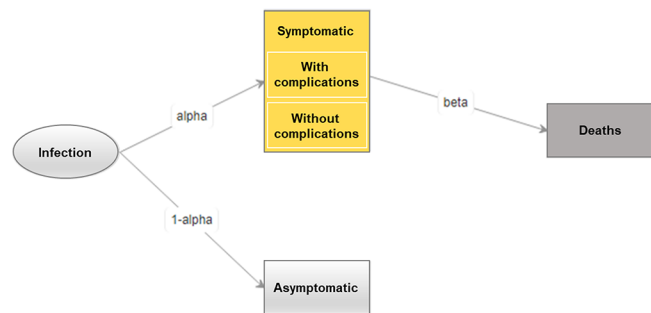 Symptomatic
With
complications
Without
complications
alpha
beta
Deaths
Infection
1-alpha
Asymptomatic